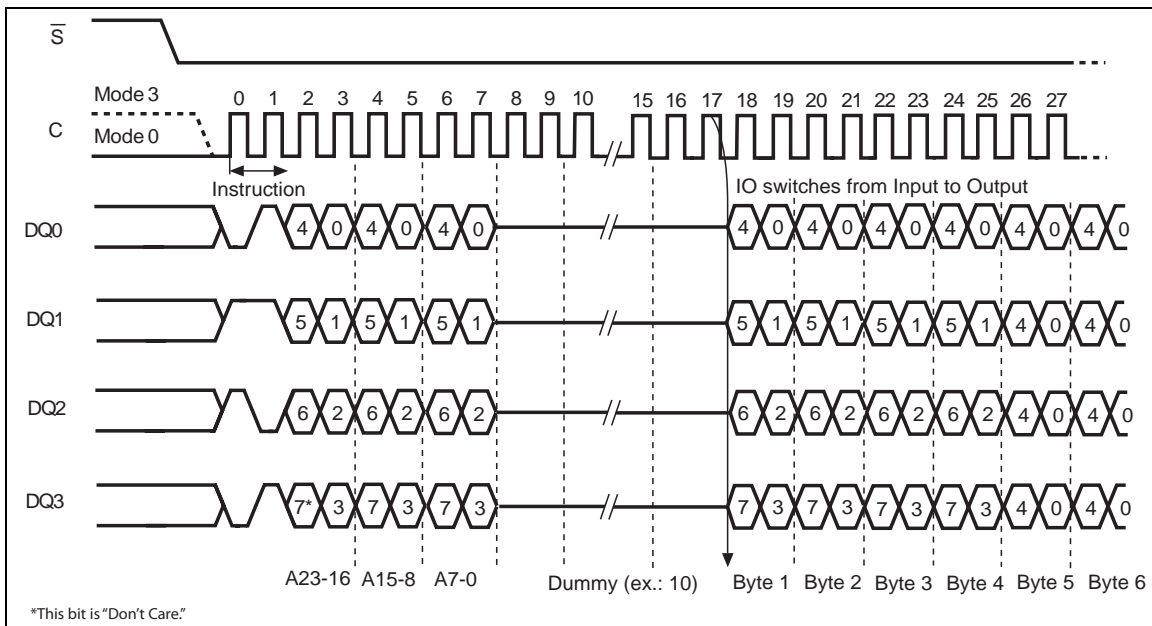 S
Mode 3
C
Mode 0
0 1 2 3 4 5 6 7 8 9 10 15 16 17 18 19 20 21 22 23 24 25 26 27
Instruction
IO switches from Input to Output
DQ0 4 0 4 0 4 0 4 0 4 0 4 0 4 0 4 0 4 0
DQ1 5 1 5 1 5 1 5 1 5 1 5 1 5 1 4 0 4 0
DQ2 6 2 6 2 6 2 6 2 6 2 6 2 6 2 4 0 4 0
DQ3 7* 3 7 3 7 3 7 3 7 3 7 3 7 3 4 0 4 0
A23-16 A15-8 A7-0 Dummy (ex.: 10) Byte 1 Byte 2 Byte 3 Byte 4 Byte 5 Byte 6
*This bit is “Don’t Care.”